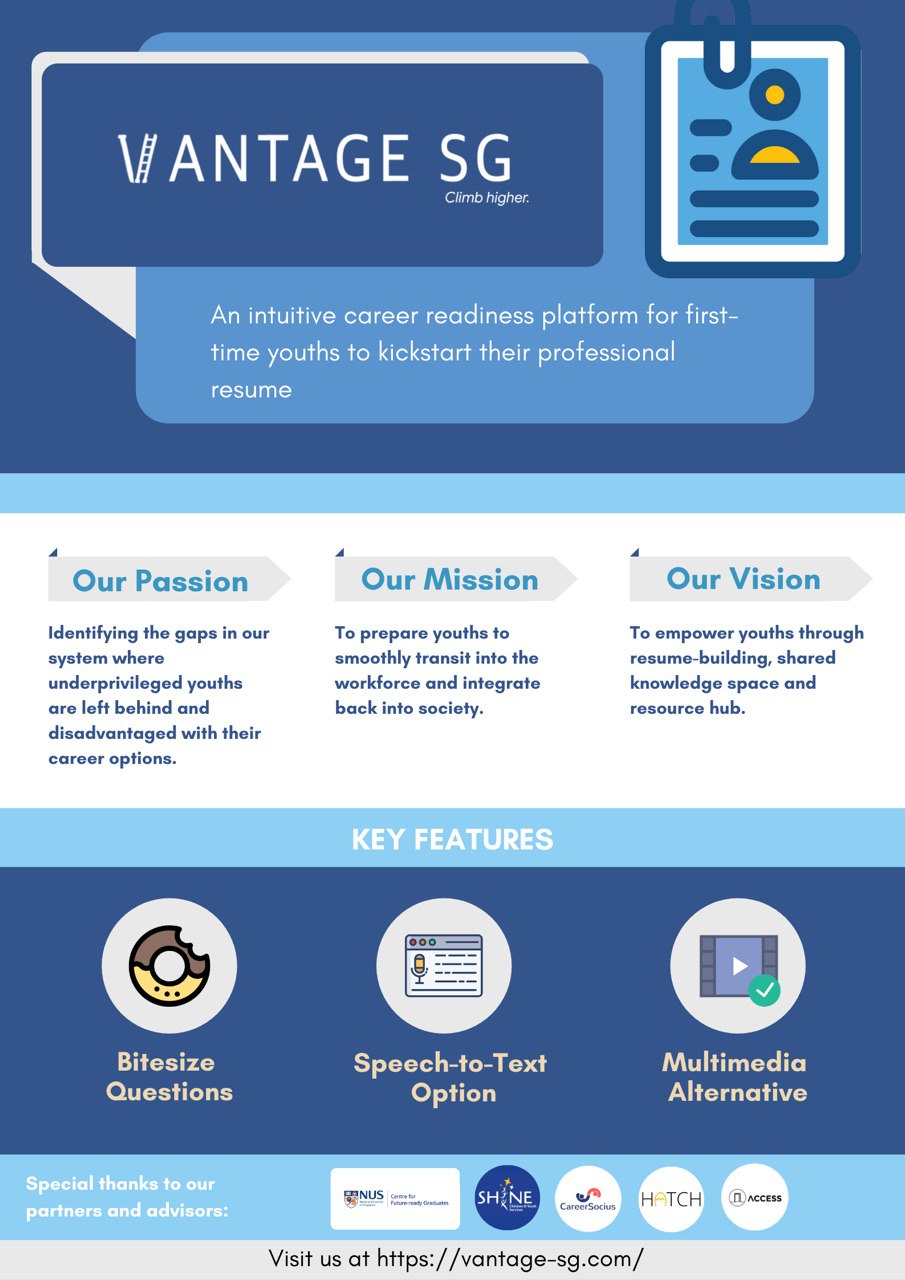 VANTAGE SG
Climb higher.
An intuitive career readiness platform for first-
time youths to kickstart their professional
resume
Our Passion
Identifying the gaps in our
system where
underprivileged youths
are left behind and
disadvantaged with their
career options.
Our Mission
To prepare youths to
smoothly transit into the
workforce and integrate
back into society.
Our Vision
To empower youths through
resume-building, shared
knowledge space and
resource hub.
KEY FEATURES
Bitesize
Questions
Speech-to-Text
Option
Multimedia
Alternative
Special thanks to our
partners and advisors:
NUS
Centre for
Future-ready Graduates
SHINE
Children & Youth
Services
CareerSocius
HATCH
ACCESS
Visit us at https://vantage-sg.com/